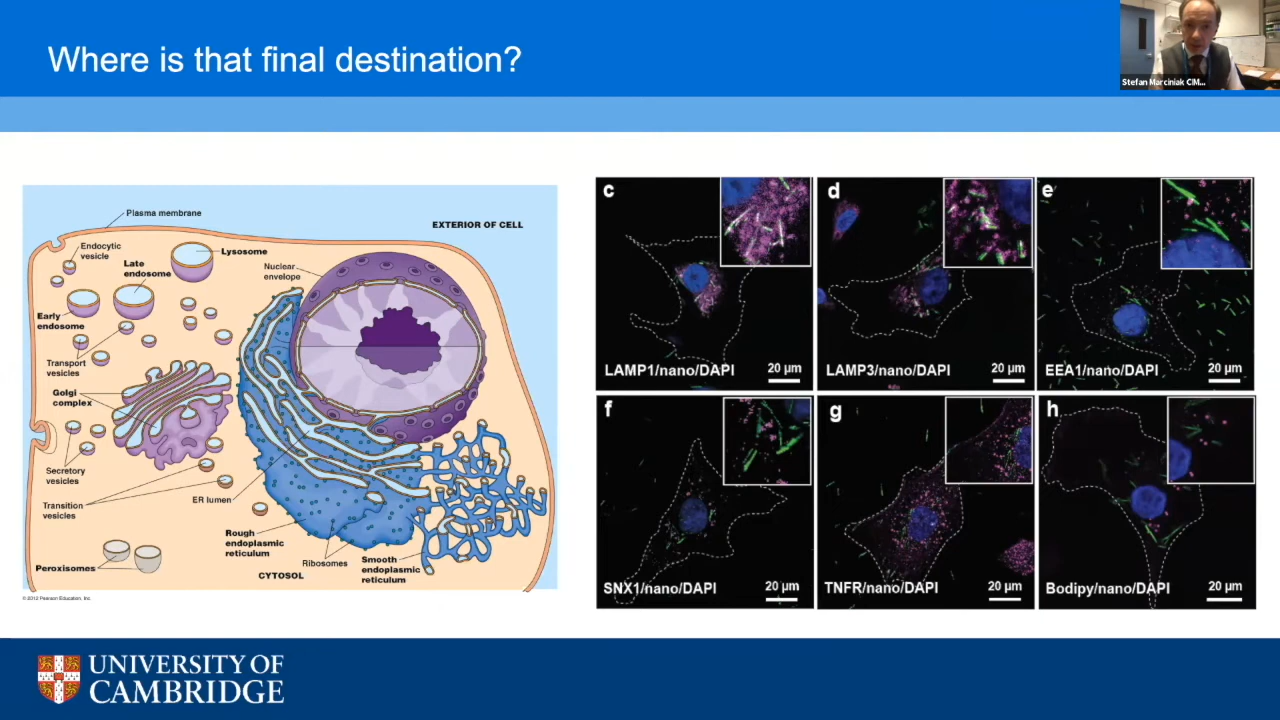 Where is that final destination?
Stefan Marciniak CIM...
Plasma membrane
EXTERIOR OF CELL
Endocytic
vesicle
Lysosome
Late
endosome
Nuclear
envelope
Early
endosome
Transport
vesicles
Golgi
complex
Secretory
vesicles
Transition
vesicles
ER lumen
Rough
endoplasmic
reticulum
Ribosomes
Smooth
endoplasmic
reticulum
Peroxisomes
CYTOSOL
© 2012 Pearson Education, Inc.
c
LAMP1/nano/DAPI
20 µm
d
LAMP3/nano/DAPI
20 µm
e
EEA1/nano/DAPI
20 µm
f
SNX1/nano/DAPI
20 µm
g
TNFR/nano/DAPI
20 µm
h
Bodipy/nano/DAPI
20 µm
UNIVERSITY OF
CAMBRIDGE